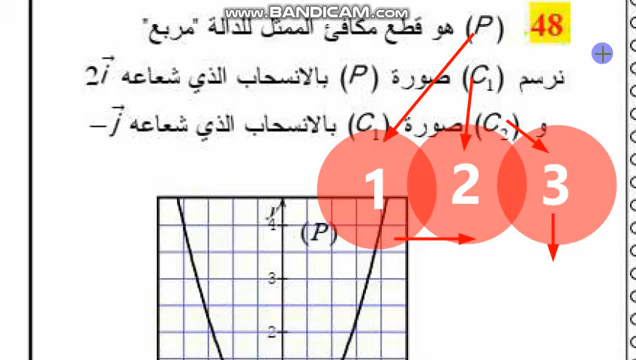 WWW.BANDICAM.COM
48 (P) هو قطع مكافئ الممثل للدالة "مربع"
نرسم (C₁) صورة (P) بالانسحاب الذي شعاعه 2i⃗
و (C₂) صورة (C₁) بالانسحاب الذي شعاعه −j⃗
1 2 3
y
4
(P)
3
2